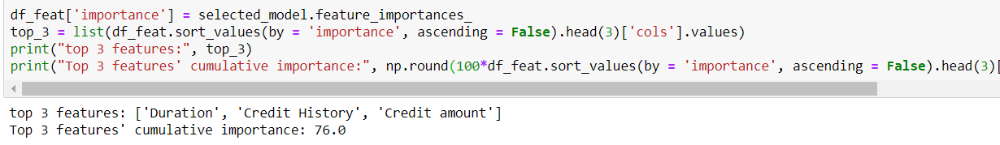 df_feat['importance'] = selected_model.feature_importances_
top_3 = list(df_feat.sort_values(by = 'importance', ascending = False).head(3)['cols'].values)
print("top 3 features:", top_3)
print("Top 3 features' cumulative importance:", np.round(100*df_feat.sort_values(by = 'importance', ascending = False).head(3)[
top 3 features: ['Duration', 'Credit History', 'Credit amount']
Top 3 features' cumulative importance: 76.0